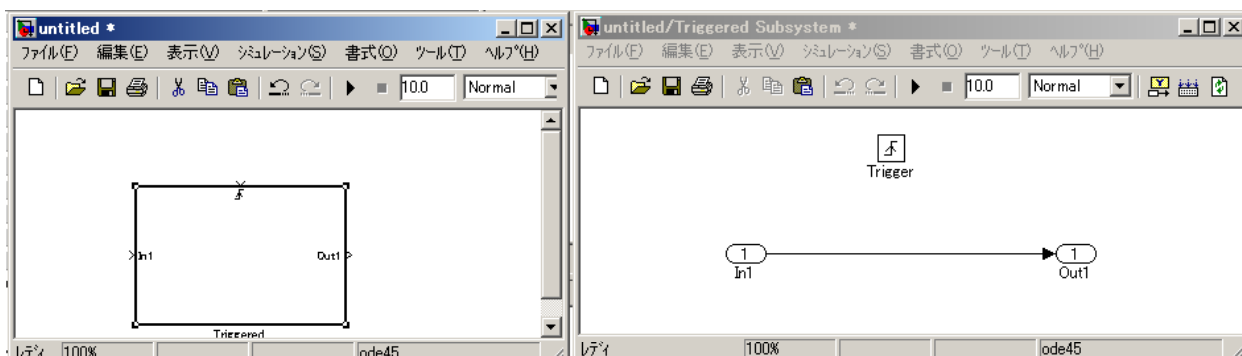 untitled *
ファイル(F) 編集(E) 表示(V) シミュレーション(S) 書式(O) ツール(T) ヘルプ(H)
10.0 Normal
In1 Out1
Triggered
レディ 100% ode45
untitled/Triggered Subsystem *
ファイル(F) 編集(E) 表示(V) シミュレーション(S) 書式(O) ツール(T) ヘルプ(H)
10.0 Normal
Trigger
1 1
In1 Out1
レディ 100% ode45